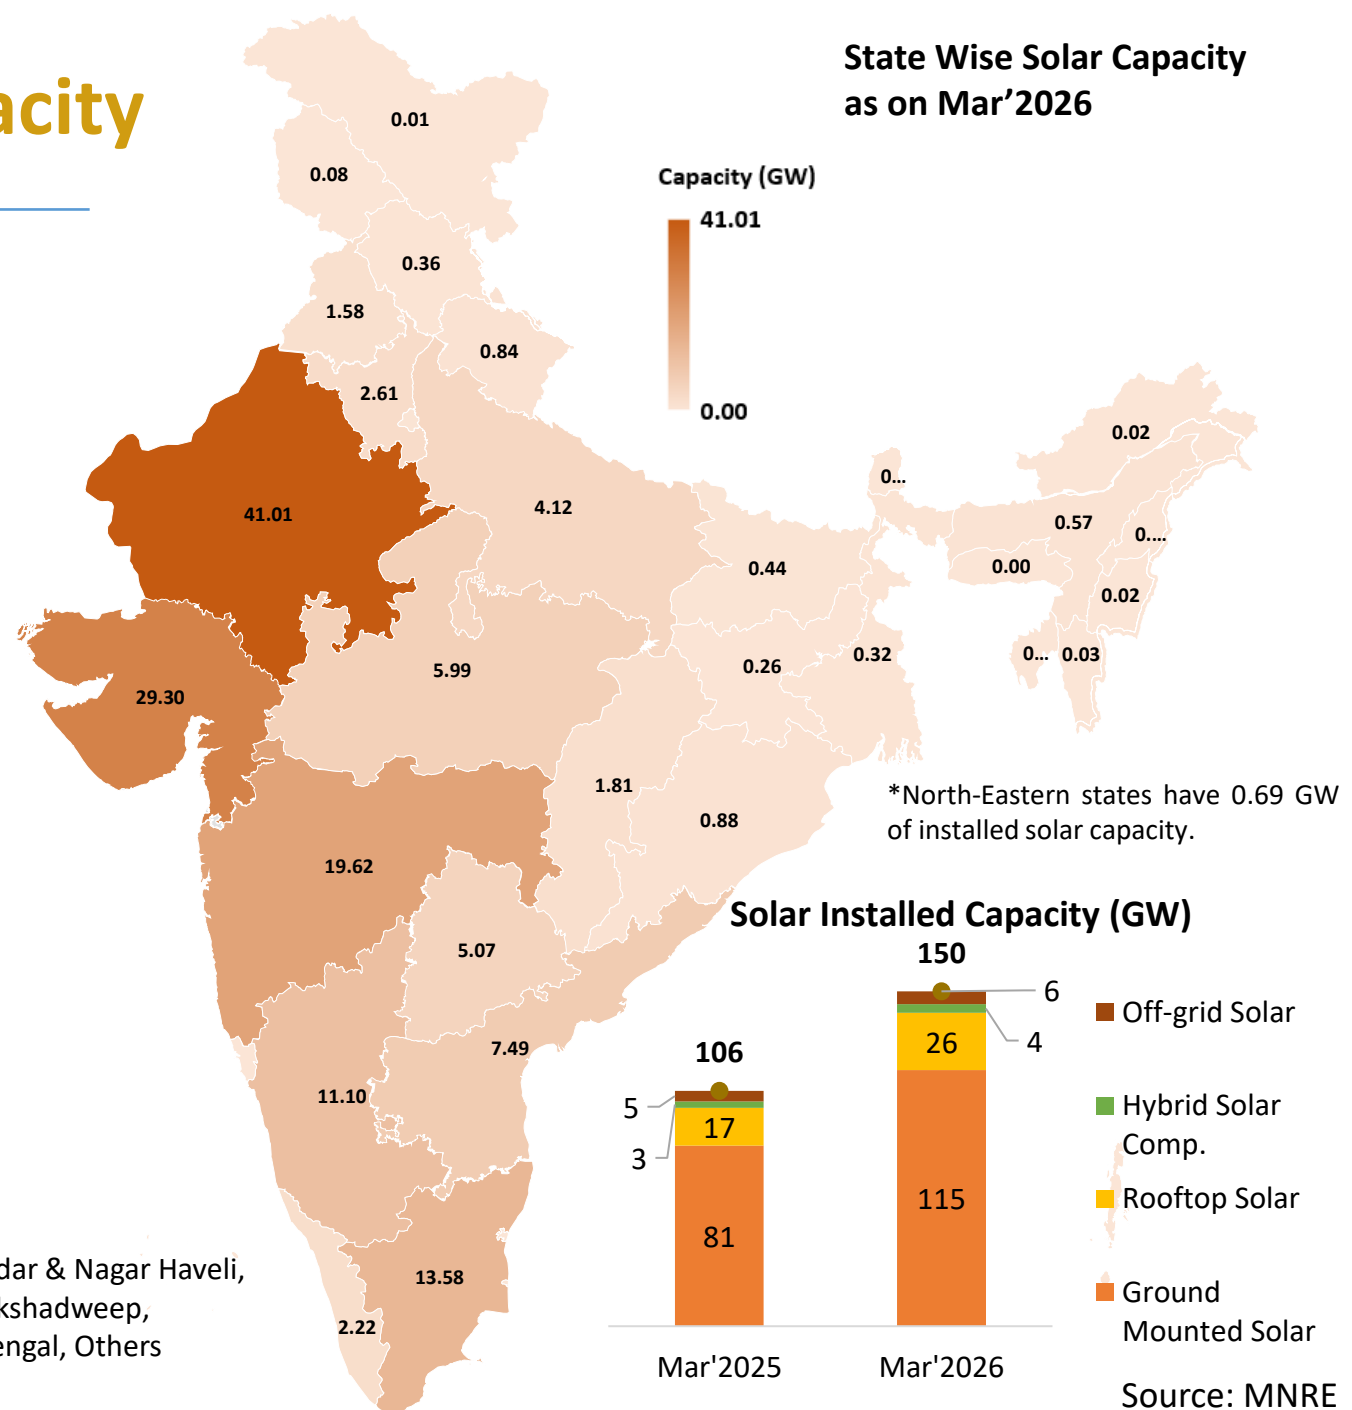 acity
State Wise Solar Capacity
as on Mar’2026
Capacity (GW)
41.01
0.00
0.01
0.08
0.36
1.58
0.84
2.61
0.02
0...
41.01
4.12
0.57
0....
0.44
0.00
0.02
0.32
0... 0.03
0.26
5.99
29.30
1.81
0.88
*North-Eastern states have 0.69 GW
of installed solar capacity.
19.62
5.07
7.49
11.10
13.58
2.22
Solar Installed Capacity (GW)
150
6
4
26
115
106
5
3
17
81
Mar'2025
Mar'2026
Off-grid Solar
Hybrid Solar
Comp.
Rooftop Solar
Ground
Mounted Solar
dar & Nagar Haveli,
kshadweep,
engal, Others
Source: MNRE